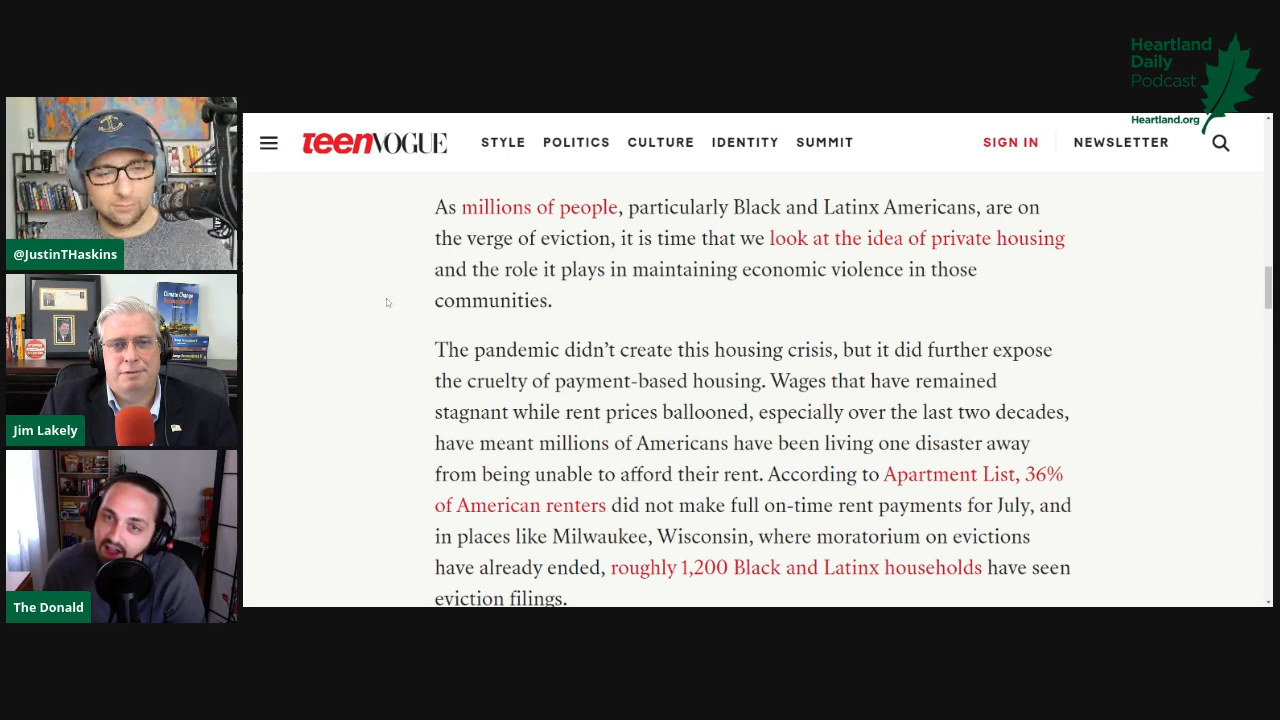 Heartland
Daily
Podcast
Heartland.org
teenVOGUE
STYLE POLITICS CULTURE IDENTITY SUMMIT
SIGN IN
NEWSLETTER
As millions of people, particularly Black and Latinx Americans, are on
the verge of eviction, it is time that we look at the idea of private housing
and the role it plays in maintaining economic violence in those
communities.
The pandemic didn’t create this housing crisis, but it did further expose
the cruelty of payment-based housing. Wages that have remained
stagnant while rent prices ballooned, especially over the last two decades,
have meant millions of Americans have been living one disaster away
from being unable to afford their rent. According to Apartment List, 36%
of American renters did not make full on-time rent payments for July, and
in places like Milwaukee, Wisconsin, where moratorium on evictions
have already ended, roughly 1,200 Black and Latinx households have seen
eviction filings.
@JustinTHaskins
Climate Change
Jim Lakely
The Donald